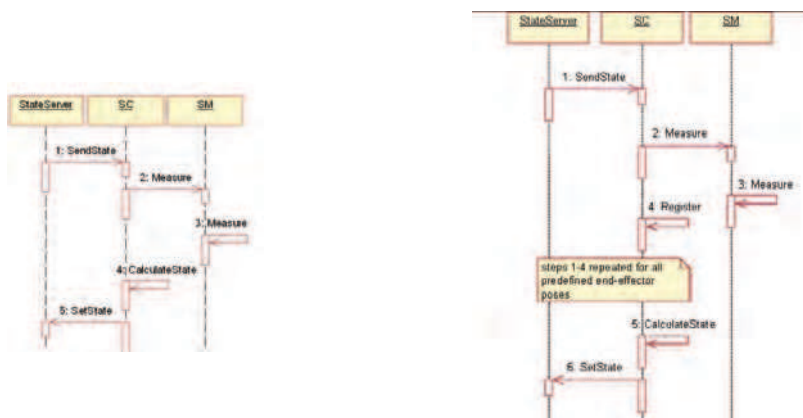 StateServer SC SM
1: SendState
2: Measure
3: Measure
4: CalculateState
5: SetState
StateServer SC SM
1: SendState
2: Measure
3: Measure
4: Register
steps 1-4 repeated for all
predefined end-effector
poses
5: CalculateState
6: SetState